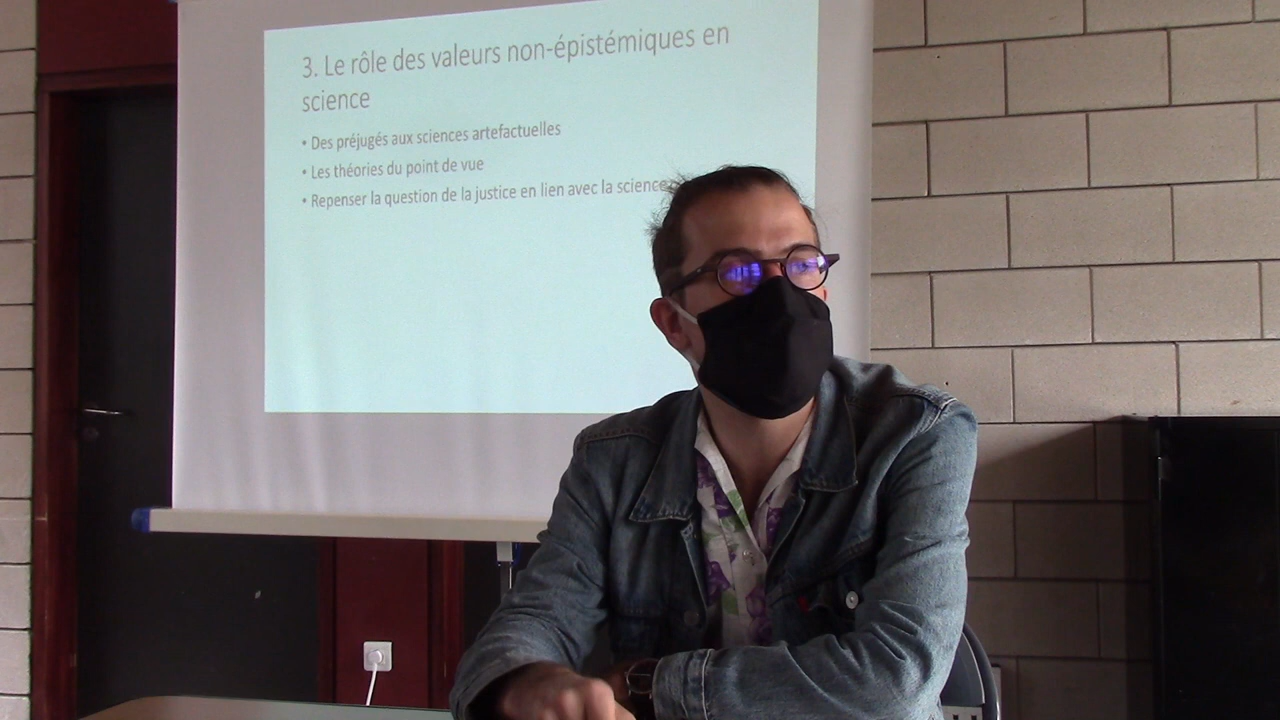 3. Le rôle des valeurs non-épistémiques en
science
• Des préjugés aux sciences artefactuelles
• Les théories du point de vue
• Repenser la question de la justice en lien avec la science